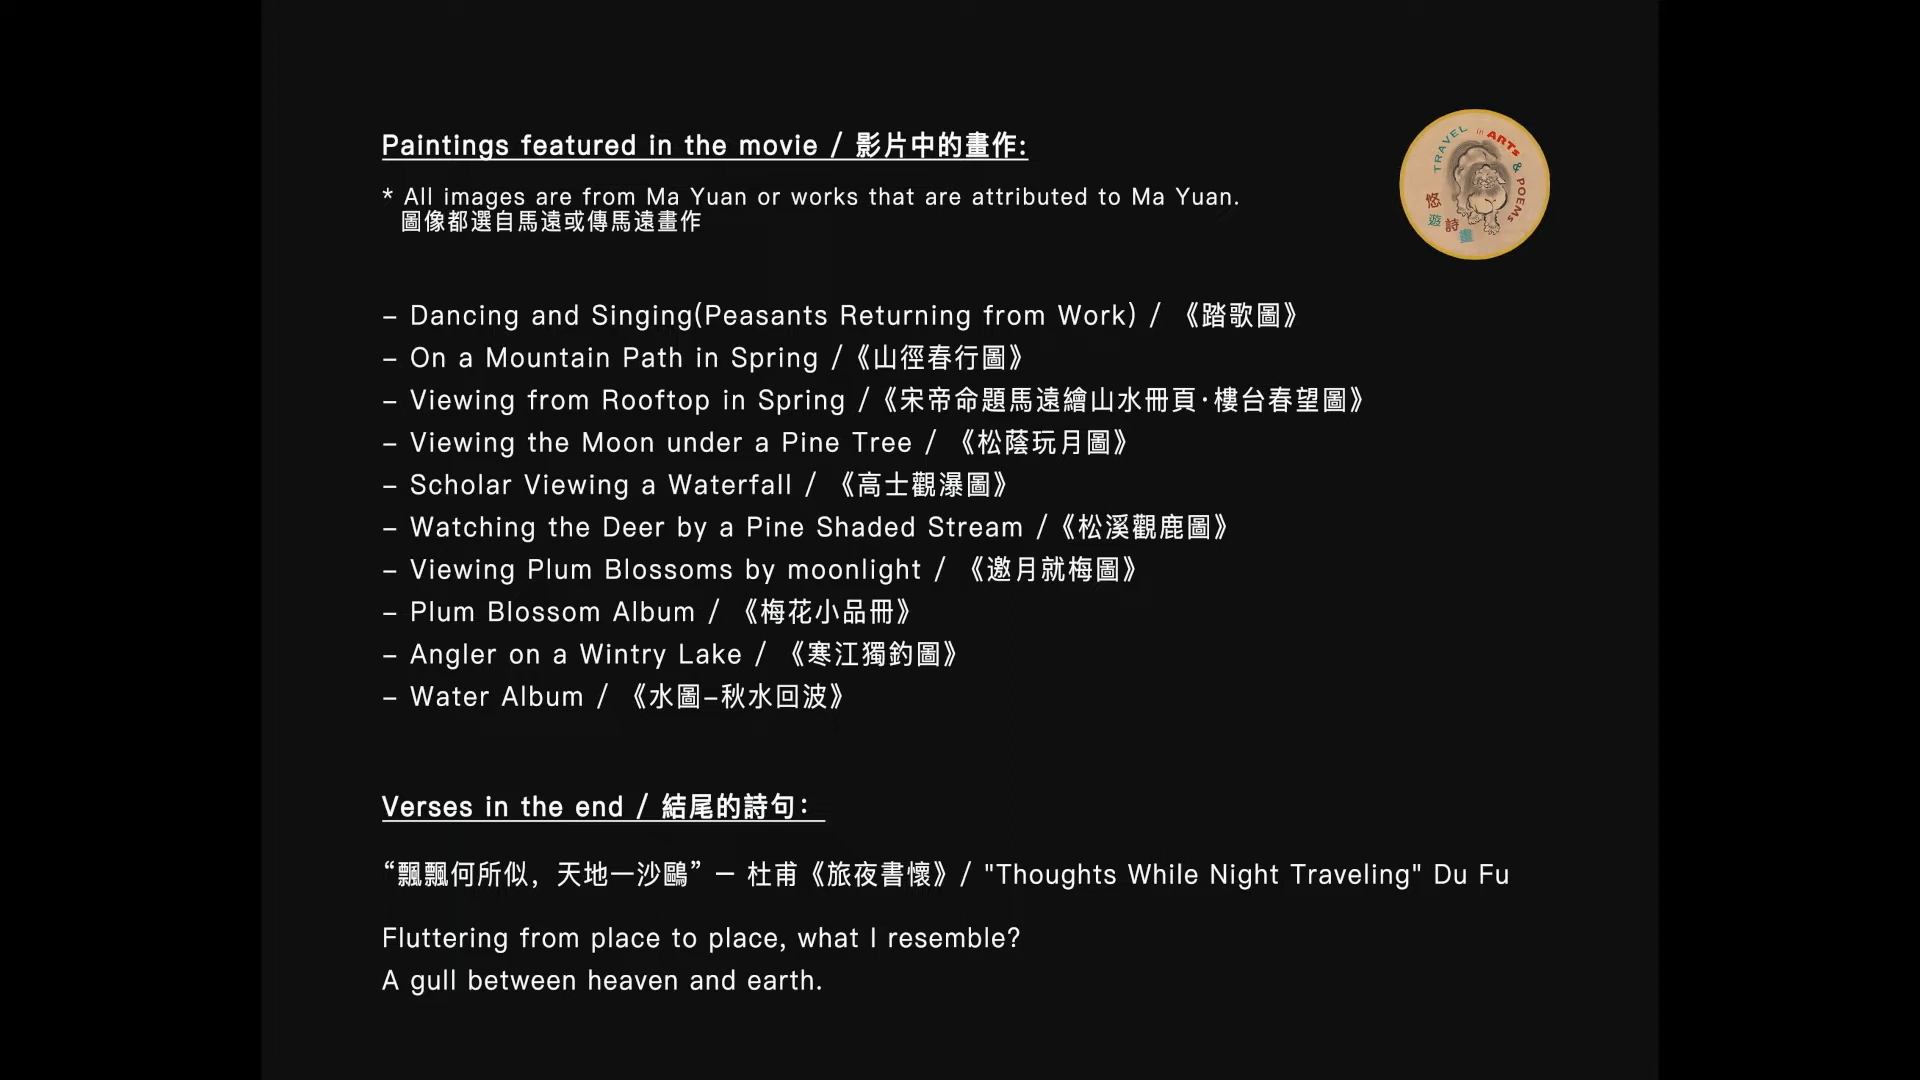 Paintings featured in the movie / 影片中的畫作:
TRAVEL in ARTs & POEMs
悠遊詩畫
* All images are from Ma Yuan or works that are attributed to Ma Yuan.
圖像都選自馬遠或傳馬遠畫作
– Dancing and Singing(Peasants Returning from Work) / 《踏歌圖》
– On a Mountain Path in Spring /《山徑春行圖》
– Viewing from Rooftop in Spring /《宋帝命題馬遠繪山水冊頁·樓台春望圖》
– Viewing the Moon under a Pine Tree / 《松蔭玩月圖》
– Scholar Viewing a Waterfall / 《高士觀瀑圖》
– Watching the Deer by a Pine Shaded Stream /《松溪觀鹿圖》
– Viewing Plum Blossoms by moonlight / 《邀月就梅圖》
– Plum Blossom Album / 《梅花小品冊》
– Angler on a Wintry Lake / 《寒江獨釣圖》
– Water Album / 《水圖–秋水回波》
Verses in the end / 結尾的詩句：
“飄飄何所似，天地一沙鷗” — 杜甫《旅夜書懷》/ "Thoughts While Night Traveling" Du Fu
Fluttering from place to place, what I resemble?
A gull between heaven and earth.